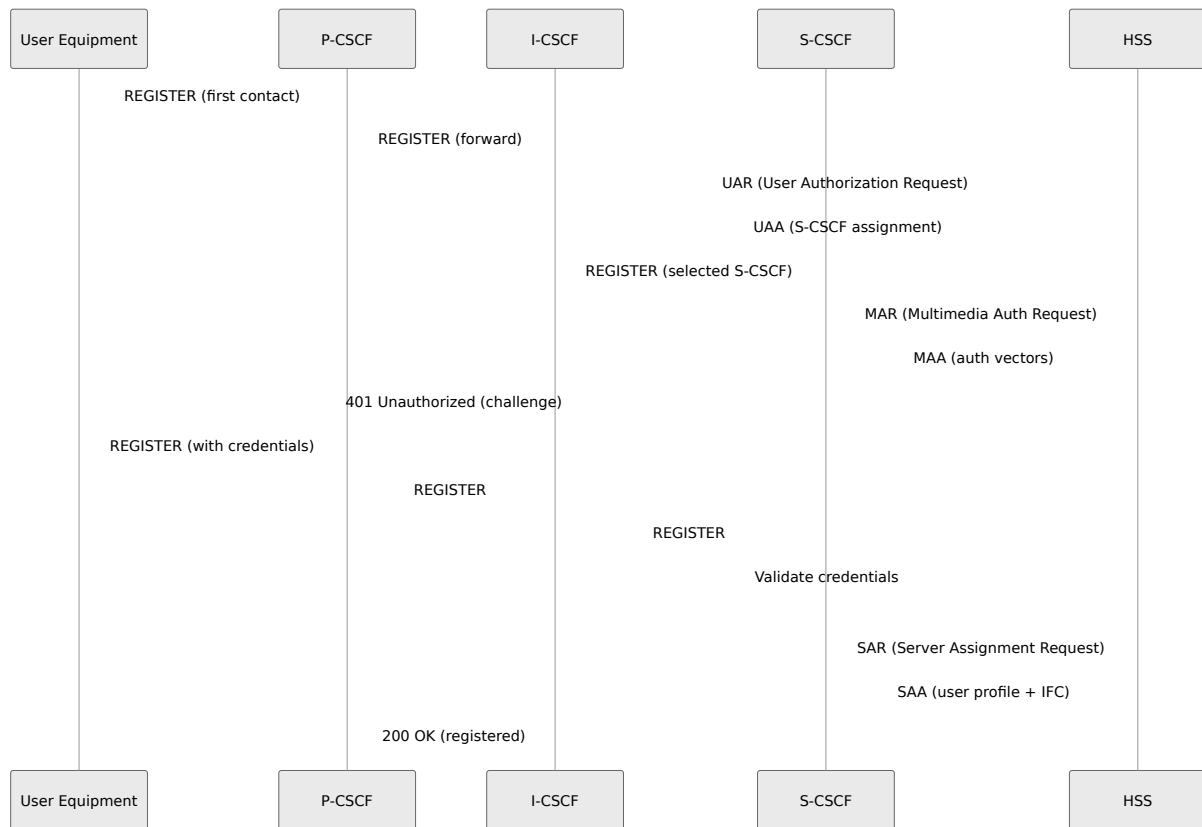 User Equipment
P-CSCF
I-CSCF
S-CSCF
HSS
REGISTER (first contact)
REGISTER (forward)
UAR (User Authorization Request)
UAA (S-CSCF assignment)
REGISTER (selected S-CSCF)
MAR (Multimedia Auth Request)
MAA (auth vectors)
401 Unauthorized (challenge)
REGISTER (with credentials)
REGISTER
REGISTER
Validate credentials
SAR (Server Assignment Request)
SAA (user profile + IFC)
200 OK (registered)
User Equipment
P-CSCF
I-CSCF
S-CSCF
HSS